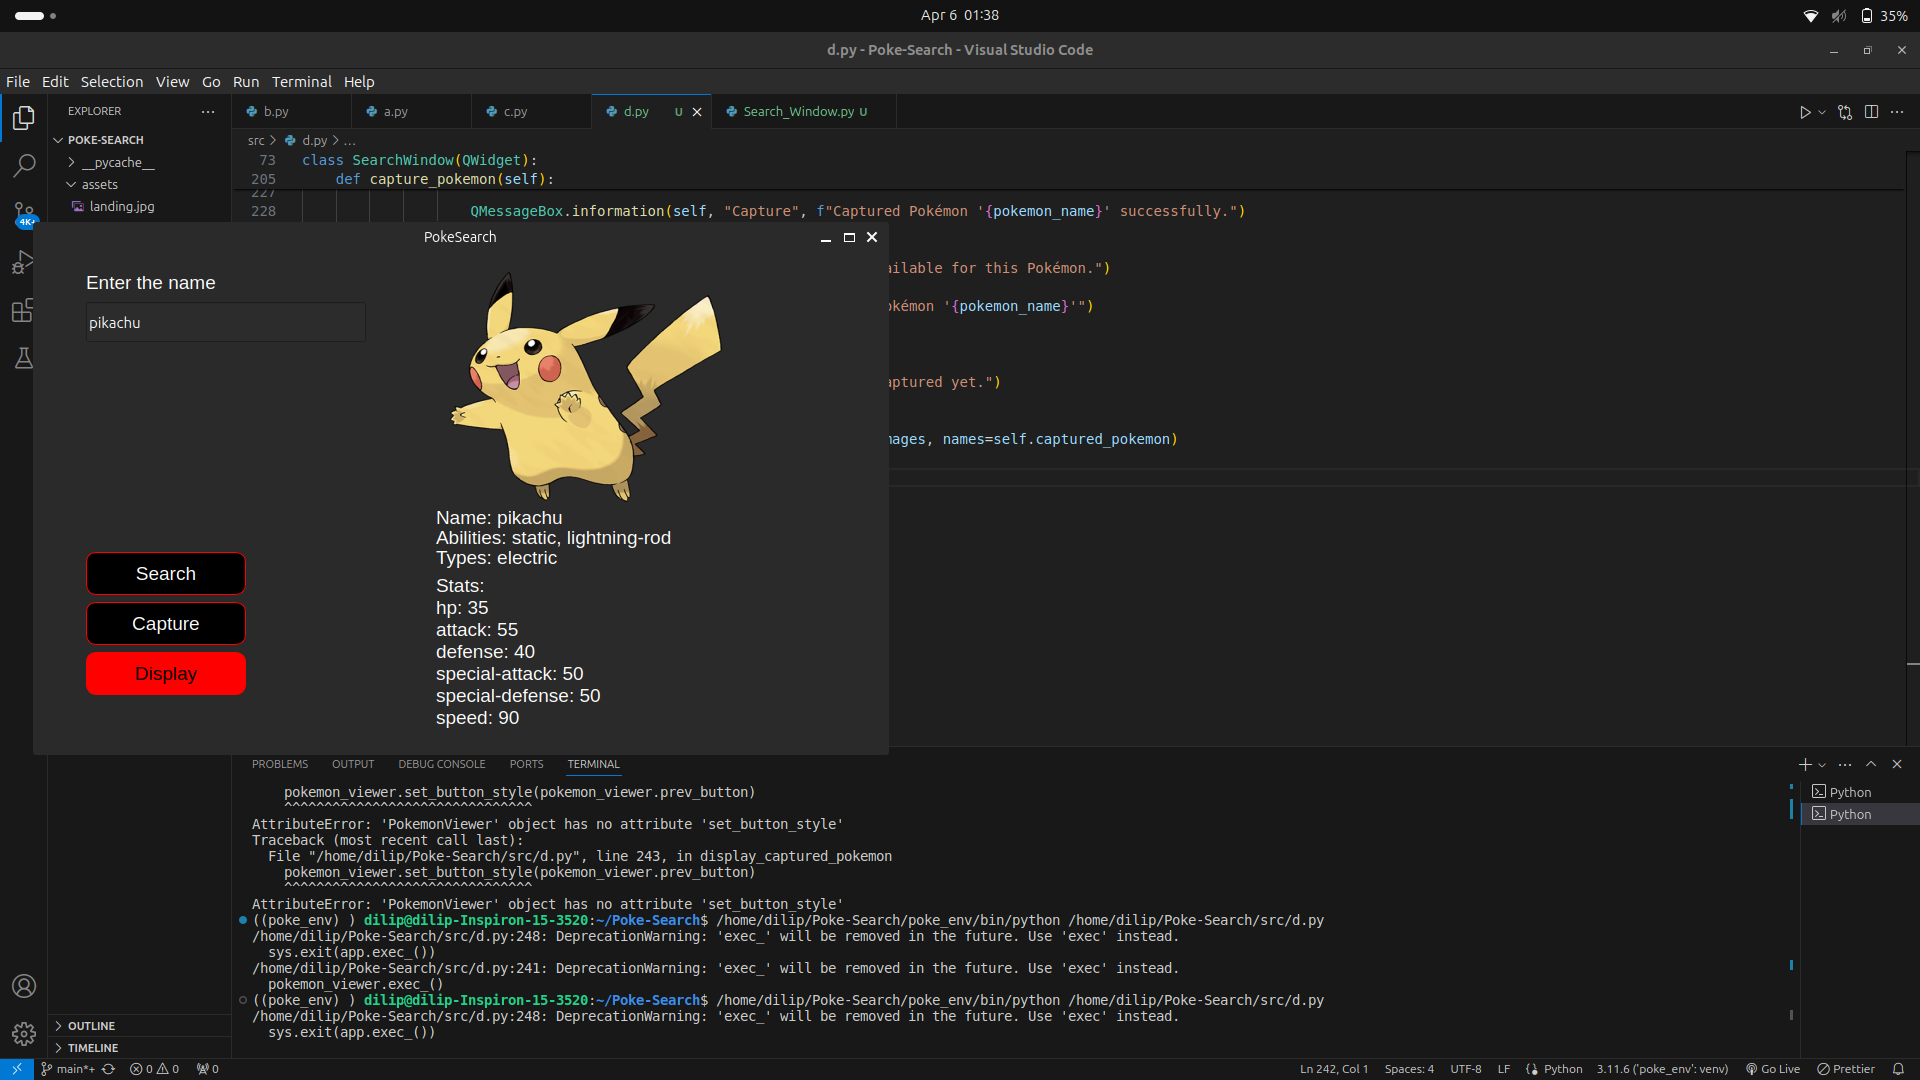 Apr 6 01:38
35%
d.py - Poke-Search - Visual Studio Code
File Edit Selection View Go Run Terminal Help
EXPLORER
b.py
a.py
c.py
d.py U
Search_Window.py U
POKE-SEARCH
__pycache__
assets
landing.jpg
4K+
src > d.py > ...
73 class SearchWindow(QWidget):
205 def capture_pokemon(self):
227
228 QMessageBox.information(self, "Capture", f"Captured Pokémon '{pokemon_name}' successfully.")
ailable for this Pokémon.")
okémon '{pokemon_name}'")
aptured yet.")
mages, names=self.captured_pokemon)
PokeSearch
Enter the name
pikachu
Search
Capture
Display
Name: pikachu
Abilities: static, lightning-rod
Types: electric
Stats:
hp: 35
attack: 55
defense: 40
special-attack: 50
special-defense: 50
speed: 90
PROBLEMS OUTPUT DEBUG CONSOLE PORTS TERMINAL
pokemon_viewer.set_button_style(pokemon_viewer.prev_button)
^^^^^^^^^^^^^^^^^^^^^^^^^^^^^^^
AttributeError: 'PokemonViewer' object has no attribute 'set_button_style'
Traceback (most recent call last):
File "/home/dilip/Poke-Search/src/d.py", line 243, in display_captured_pokemon
pokemon_viewer.set_button_style(pokemon_viewer.prev_button)
^^^^^^^^^^^^^^^^^^^^^^^^^^^^^^^
AttributeError: 'PokemonViewer' object has no attribute 'set_button_style'
((poke_env) ) dilip@dilip-Inspiron-15-3520:~/Poke-Search$ /home/dilip/Poke-Search/poke_env/bin/python /home/dilip/Poke-Search/src/d.py
/home/dilip/Poke-Search/src/d.py:248: DeprecationWarning: 'exec_' will be removed in the future. Use 'exec' instead.
sys.exit(app.exec_())
/home/dilip/Poke-Search/src/d.py:241: DeprecationWarning: 'exec_' will be removed in the future. Use 'exec' instead.
pokemon_viewer.exec_()
((poke_env) ) dilip@dilip-Inspiron-15-3520:~/Poke-Search$ /home/dilip/Poke-Search/poke_env/bin/python /home/dilip/Poke-Search/src/d.py
/home/dilip/Poke-Search/src/d.py:248: DeprecationWarning: 'exec_' will be removed in the future. Use 'exec' instead.
sys.exit(app.exec_())
Python
Python
OUTLINE
TIMELINE
main*+ 0 0 0
Ln 242, Col 1 Spaces: 4 UTF-8 LF Python 3.11.6 ('poke_env': venv) Go Live Prettier